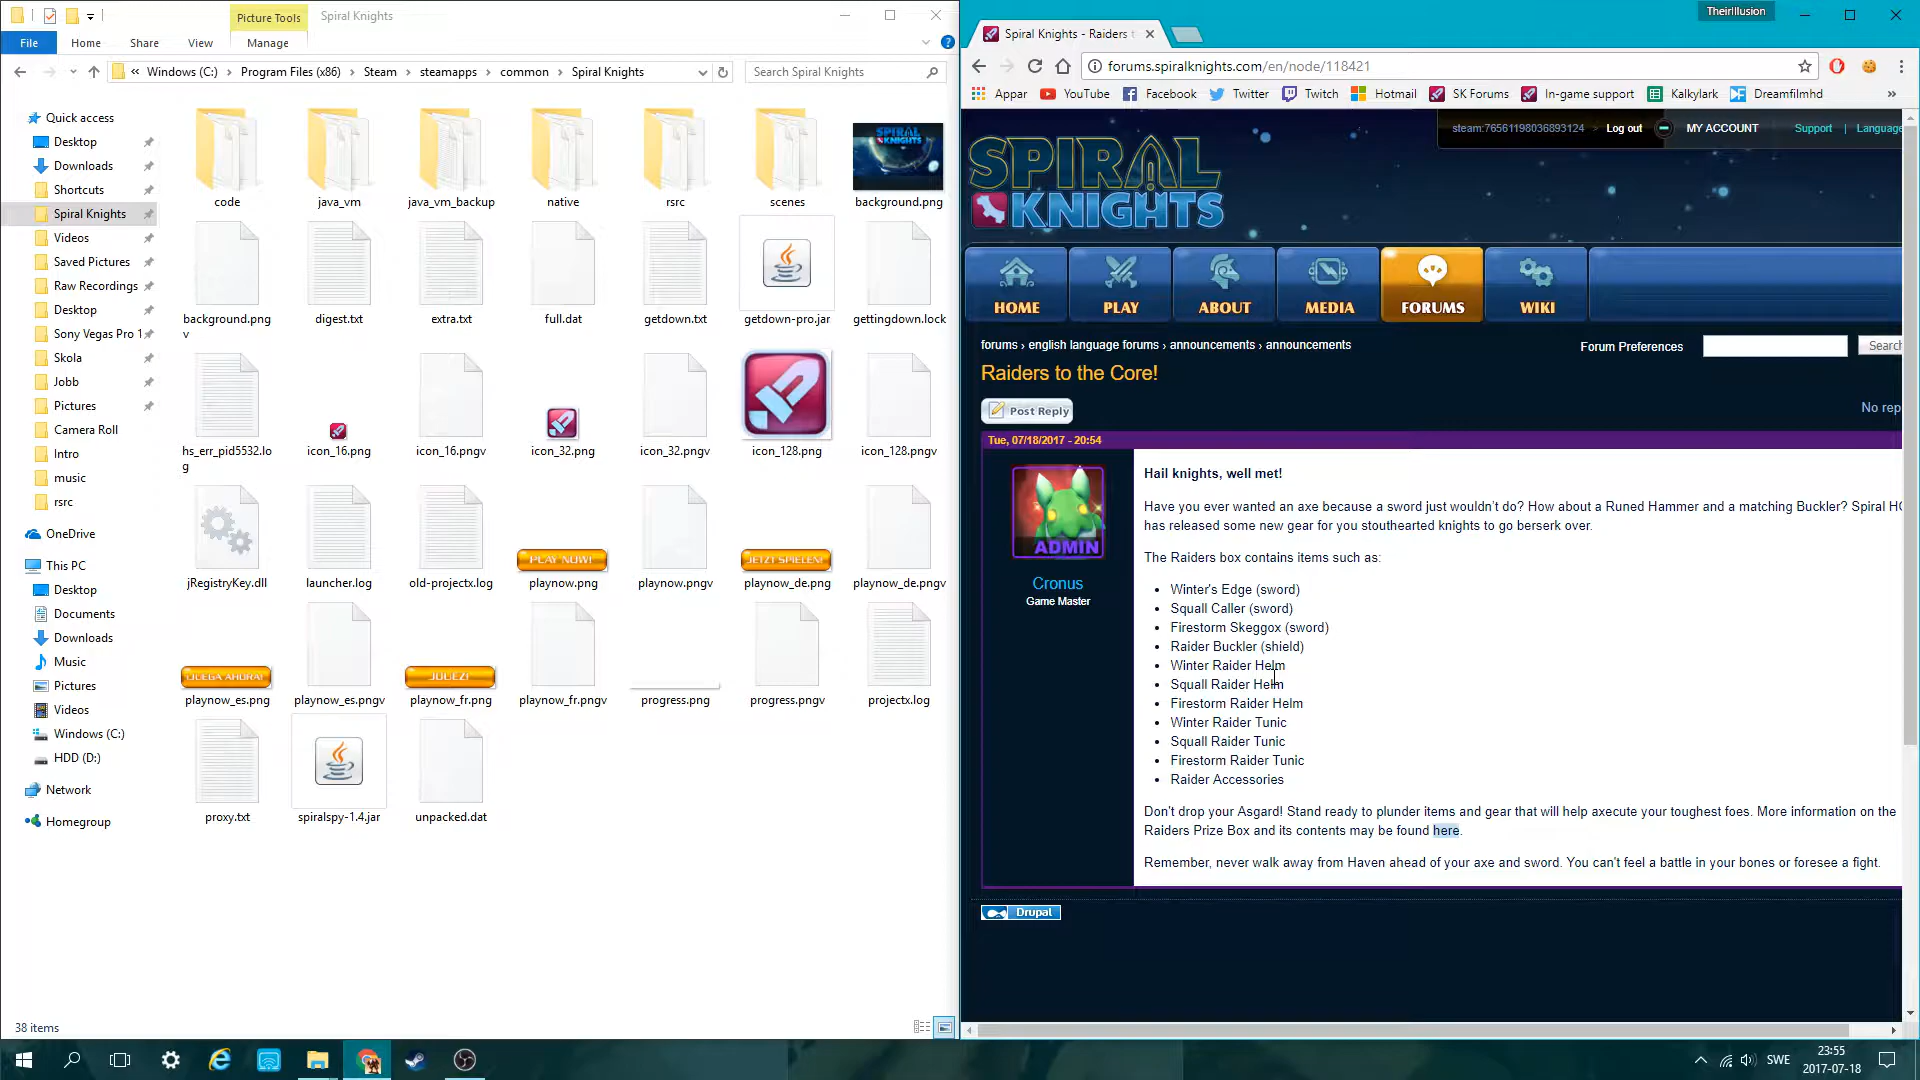 Picture Tools
Spiral Knights
File
Home
Share
View
Manage
« Windows (C:) › Program Files (x86) › Steam › steamapps › common › Spiral Knights
Search Spiral Knights
Quick access
Desktop
Downloads
Shortcuts
Spiral Knights
Videos
Saved Pictures
Raw Recordings
Desktop
Sony Vegas Pro 1
Skola
Jobb
Pictures
Camera Roll
Intro
music
rsrc
OneDrive
This PC
Desktop
Documents
Downloads
Music
Pictures
Videos
Windows (C:)
HDD (D:)
Network
Homegroup
code
java_vm
java_vm_backup
native
rsrc
scenes
SPIRAL KNIGHTS
background.png
background.png
v
digest.txt
extra.txt
full.dat
getdown.txt
getdown-pro.jar
gettingdown.lock
hs_err_pid5532.lo
g
icon_16.png
icon_16.pngv
icon_32.png
icon_32.pngv
icon_128.png
icon_128.pngv
jRegistryKey.dll
launcher.log
old-projectx.log
PLAY NOW!
playnow.png
playnow.pngv
JETZT SPIELEN!
playnow_de.png
playnow_de.pngv
¡JUEGA AHORA!
playnow_es.png
playnow_es.pngv
JOUEZ!
playnow_fr.png
playnow_fr.pngv
progress.png
progress.pngv
projectx.log
proxy.txt
spiralspy-1.4.jar
unpacked.dat
38 items
TheirIllusion
Spiral Knights - Raiders t
forums.spiralknights.com/en/node/118421
Appar
YouTube
Facebook
Twitter
Twitch
Hotmail
SK Forums
In-game support
Kalkylark
Dreamfilmhd
»
steam:76561198036893124 > Log out
MY ACCOUNT
Support | Language
SPIRAL
KNIGHTS
HOME
PLAY
ABOUT
MEDIA
FORUMS
WIKI
forums › english language forums › announcements › announcements
Forum Preferences
Search
Raiders to the Core!
Post Reply
No rep
Tue, 07/18/2017 - 20:54
ADMIN
Cronus
Game Master
Hail knights, well met!
Have you ever wanted an axe because a sword just wouldn't do? How about a Runed Hammer and a matching Buckler? Spiral HQ
has released some new gear for you stouthearted knights to go berserk over.
The Raiders box contains items such as:
• Winter's Edge (sword)
• Squall Caller (sword)
• Firestorm Skeggox (sword)
• Raider Buckler (shield)
• Winter Raider Helm
• Squall Raider Helm
• Firestorm Raider Helm
• Winter Raider Tunic
• Squall Raider Tunic
• Firestorm Raider Tunic
• Raider Accessories
Don't drop your Asgard! Stand ready to plunder items and gear that will help axecute your toughest foes. More information on the
Raiders Prize Box and its contents may be found here.
Remember, never walk away from Haven ahead of your axe and sword. You can't feel a battle in your bones or foresee a fight.
Drupal
SWE
23:55
2017-07-18